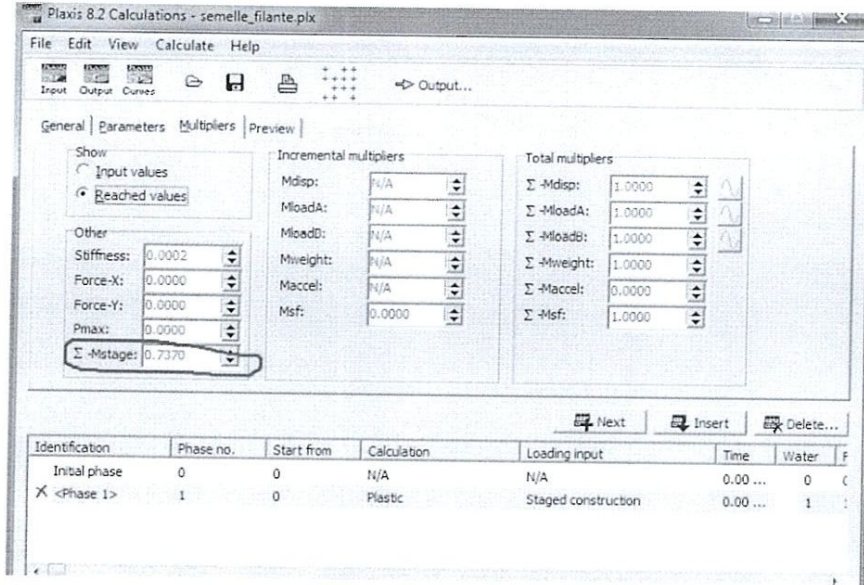 Plaxis 8.2 Calculations - semelle_filante.plx
File Edit View Calculate Help
Input Output Curves Output...
General Parameters Multipliers Preview
Show
Input values
Reached values
Other
Stiffness: 0.0002
Force-X: 0.0000
Force-Y: 0.0000
Pmax: 0.0000
Σ -Mstage: 0.7370
Incremental multipliers
Mdisp: N/A
MloadA: N/A
MloadB: N/A
Mweight: N/A
Maccel: N/A
Msf: 0.0000
Total multipliers
Σ -Mdisp: 1.0000
Σ -MloadA: 1.0000
Σ -MloadB: 1.0000
Σ -Mweight: 1.0000
Σ -Maccel: 0.0000
Σ -Msf: 1.0000
Next Insert Delete...
Identification Phase no. Start from Calculation Loading input Time Water F
Initial phase 0 0 N/A N/A 0.00 ... 0
<Phase 1> 1 0 Plastic Staged construction 0.00 ... 1